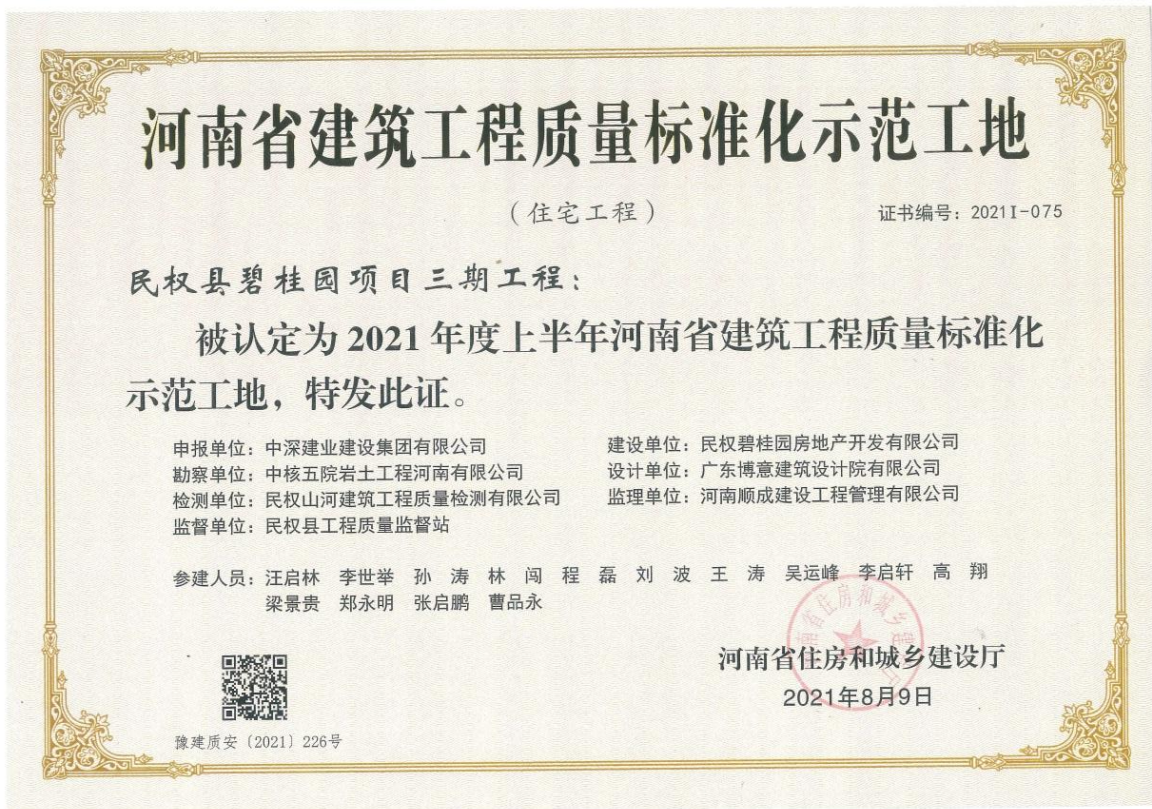 河南省建筑工程质量标准化示范工地
（住宅工程）
证书编号：2021I-075
民权县碧桂园项目三期工程：
被认定为 2021 年度上半年河南省建筑工程质量标准化
示范工地，特发此证。
申报单位：中深建业建设集团有限公司 建设单位：民权碧桂园房地产开发有限公司
勘察单位：中核五院岩土工程河南有限公司 设计单位：广东博意建筑设计院有限公司
检测单位：民权山河建筑工程质量检测有限公司 监理单位：河南顺成建设工程管理有限公司
监督单位：民权县工程质量监督站
参建人员：汪启林 李世举 孙 涛 林 闯 程 磊 刘 波 王 涛 吴运峰 李启轩 高 翔
梁景贵 郑永明 张启鹏 曹品永
河南省住房和城乡建设厅
2021年8月9日
豫建质安〔2021〕226号